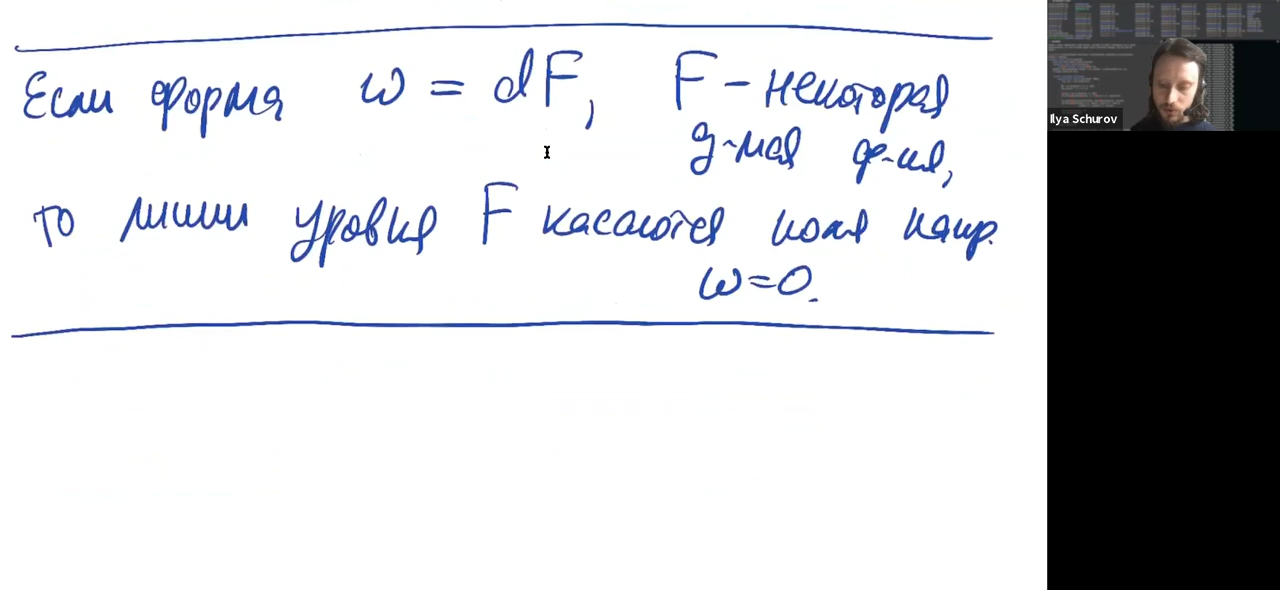 Если форма ω = dF, F - некоторая
д-мая ф-ия,
то линии уровня F касаются поля напр.
ω=0.
Ilya Schurov